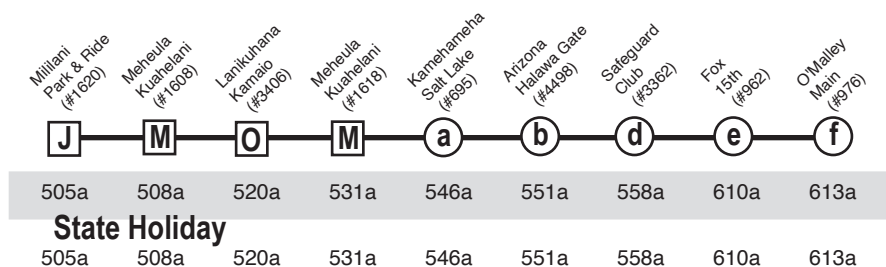 Mililani
Park & Ride
(#1620)
Meheula
Kuahelani
(#1608)
Lanikuhana
Kamaio
(#3406)
Meheula
Kuahelani
(#1618)
Kamehameha
Salt Lake
(#695)
Arizona
Halawa Gate
(#4498)
Safeguard
Club
(#3362)
Fox
15th
(#962)
O'Malley
Main
(#976)
J M O M a b d e f
505a 508a 520a 531a 546a 551a 558a 610a 613a
State Holiday
505a 508a 520a 531a 546a 551a 558a 610a 613a